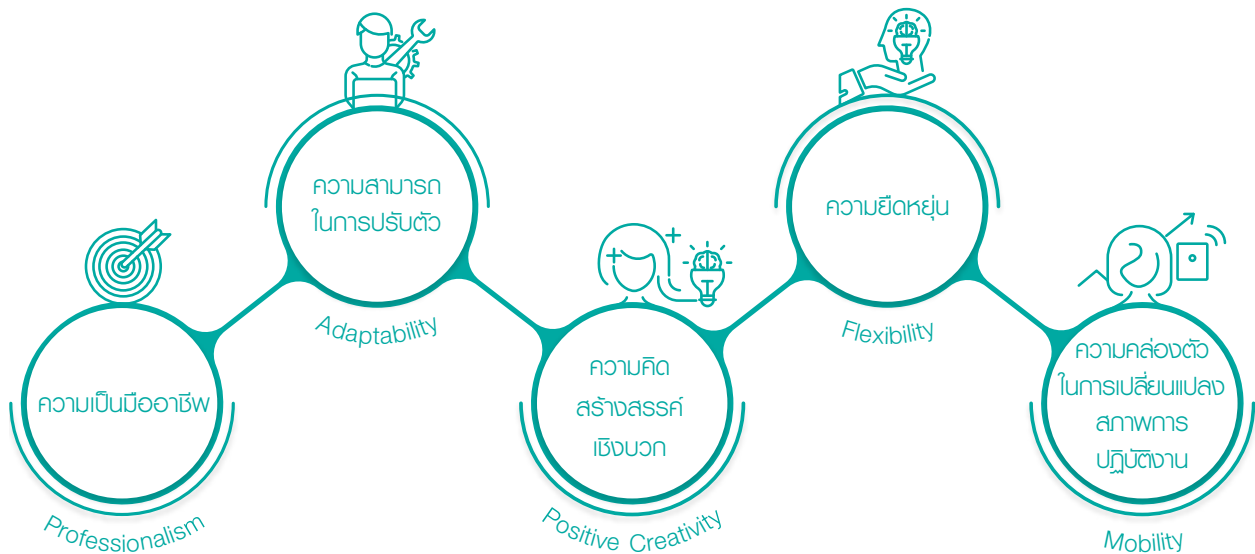 ความเป็นมืออาชีพ
Professionalism
ความสามารถ
ในการปรับตัว
Adaptability
ความคิด
สร้างสรรค์
เชิงบวก
Positive Creativity
ความยืดหยุ่น
Flexibility
ความคล่องตัว
ในการเปลี่ยนแปลง
สภาพการ
ปฏิบัติงาน
Mobility